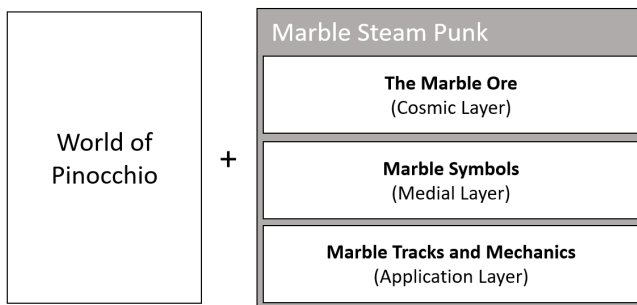 World of
Pinocchio
+
Marble Steam Punk
The Marble Ore
(Cosmic Layer)
Marble Symbols
(Medial Layer)
Marble Tracks and Mechanics
(Application Layer)